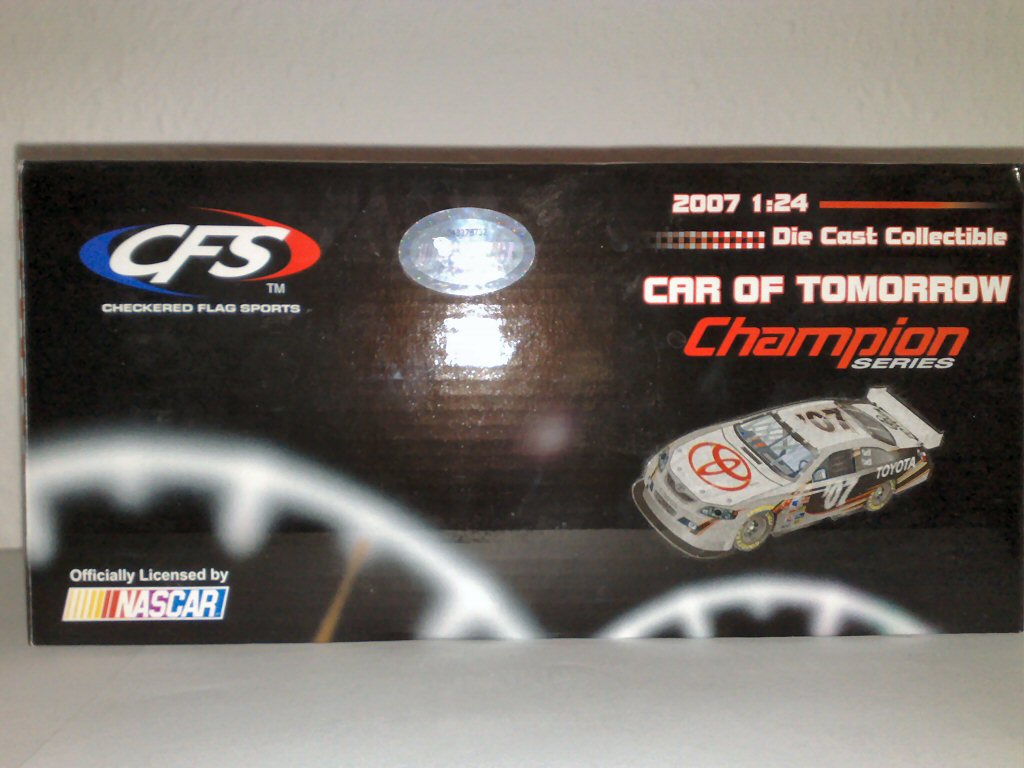 CFS
TM
CHECKERED FLAG SPORTS
2007 1:24
Die Cast Collectible
CAR OF TOMORROW
Champion
SERIES
'07
TOYOTA
'07
Officially Licensed by
NASCAR